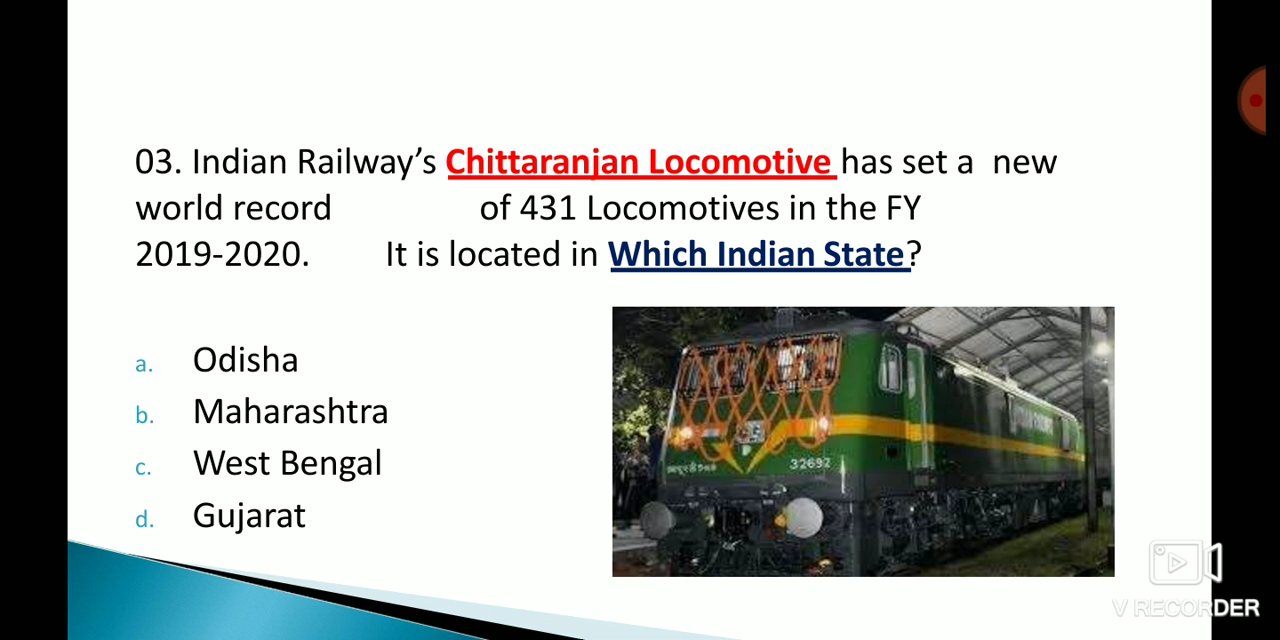 03. Indian Railway’s Chittaranjan Locomotive has set a new
world record of 431 Locomotives in the FY
2019-2020. It is located in Which Indian State?
a. Odisha
b. Maharashtra
c. West Bengal
d. Gujarat
32692
V RECORDER